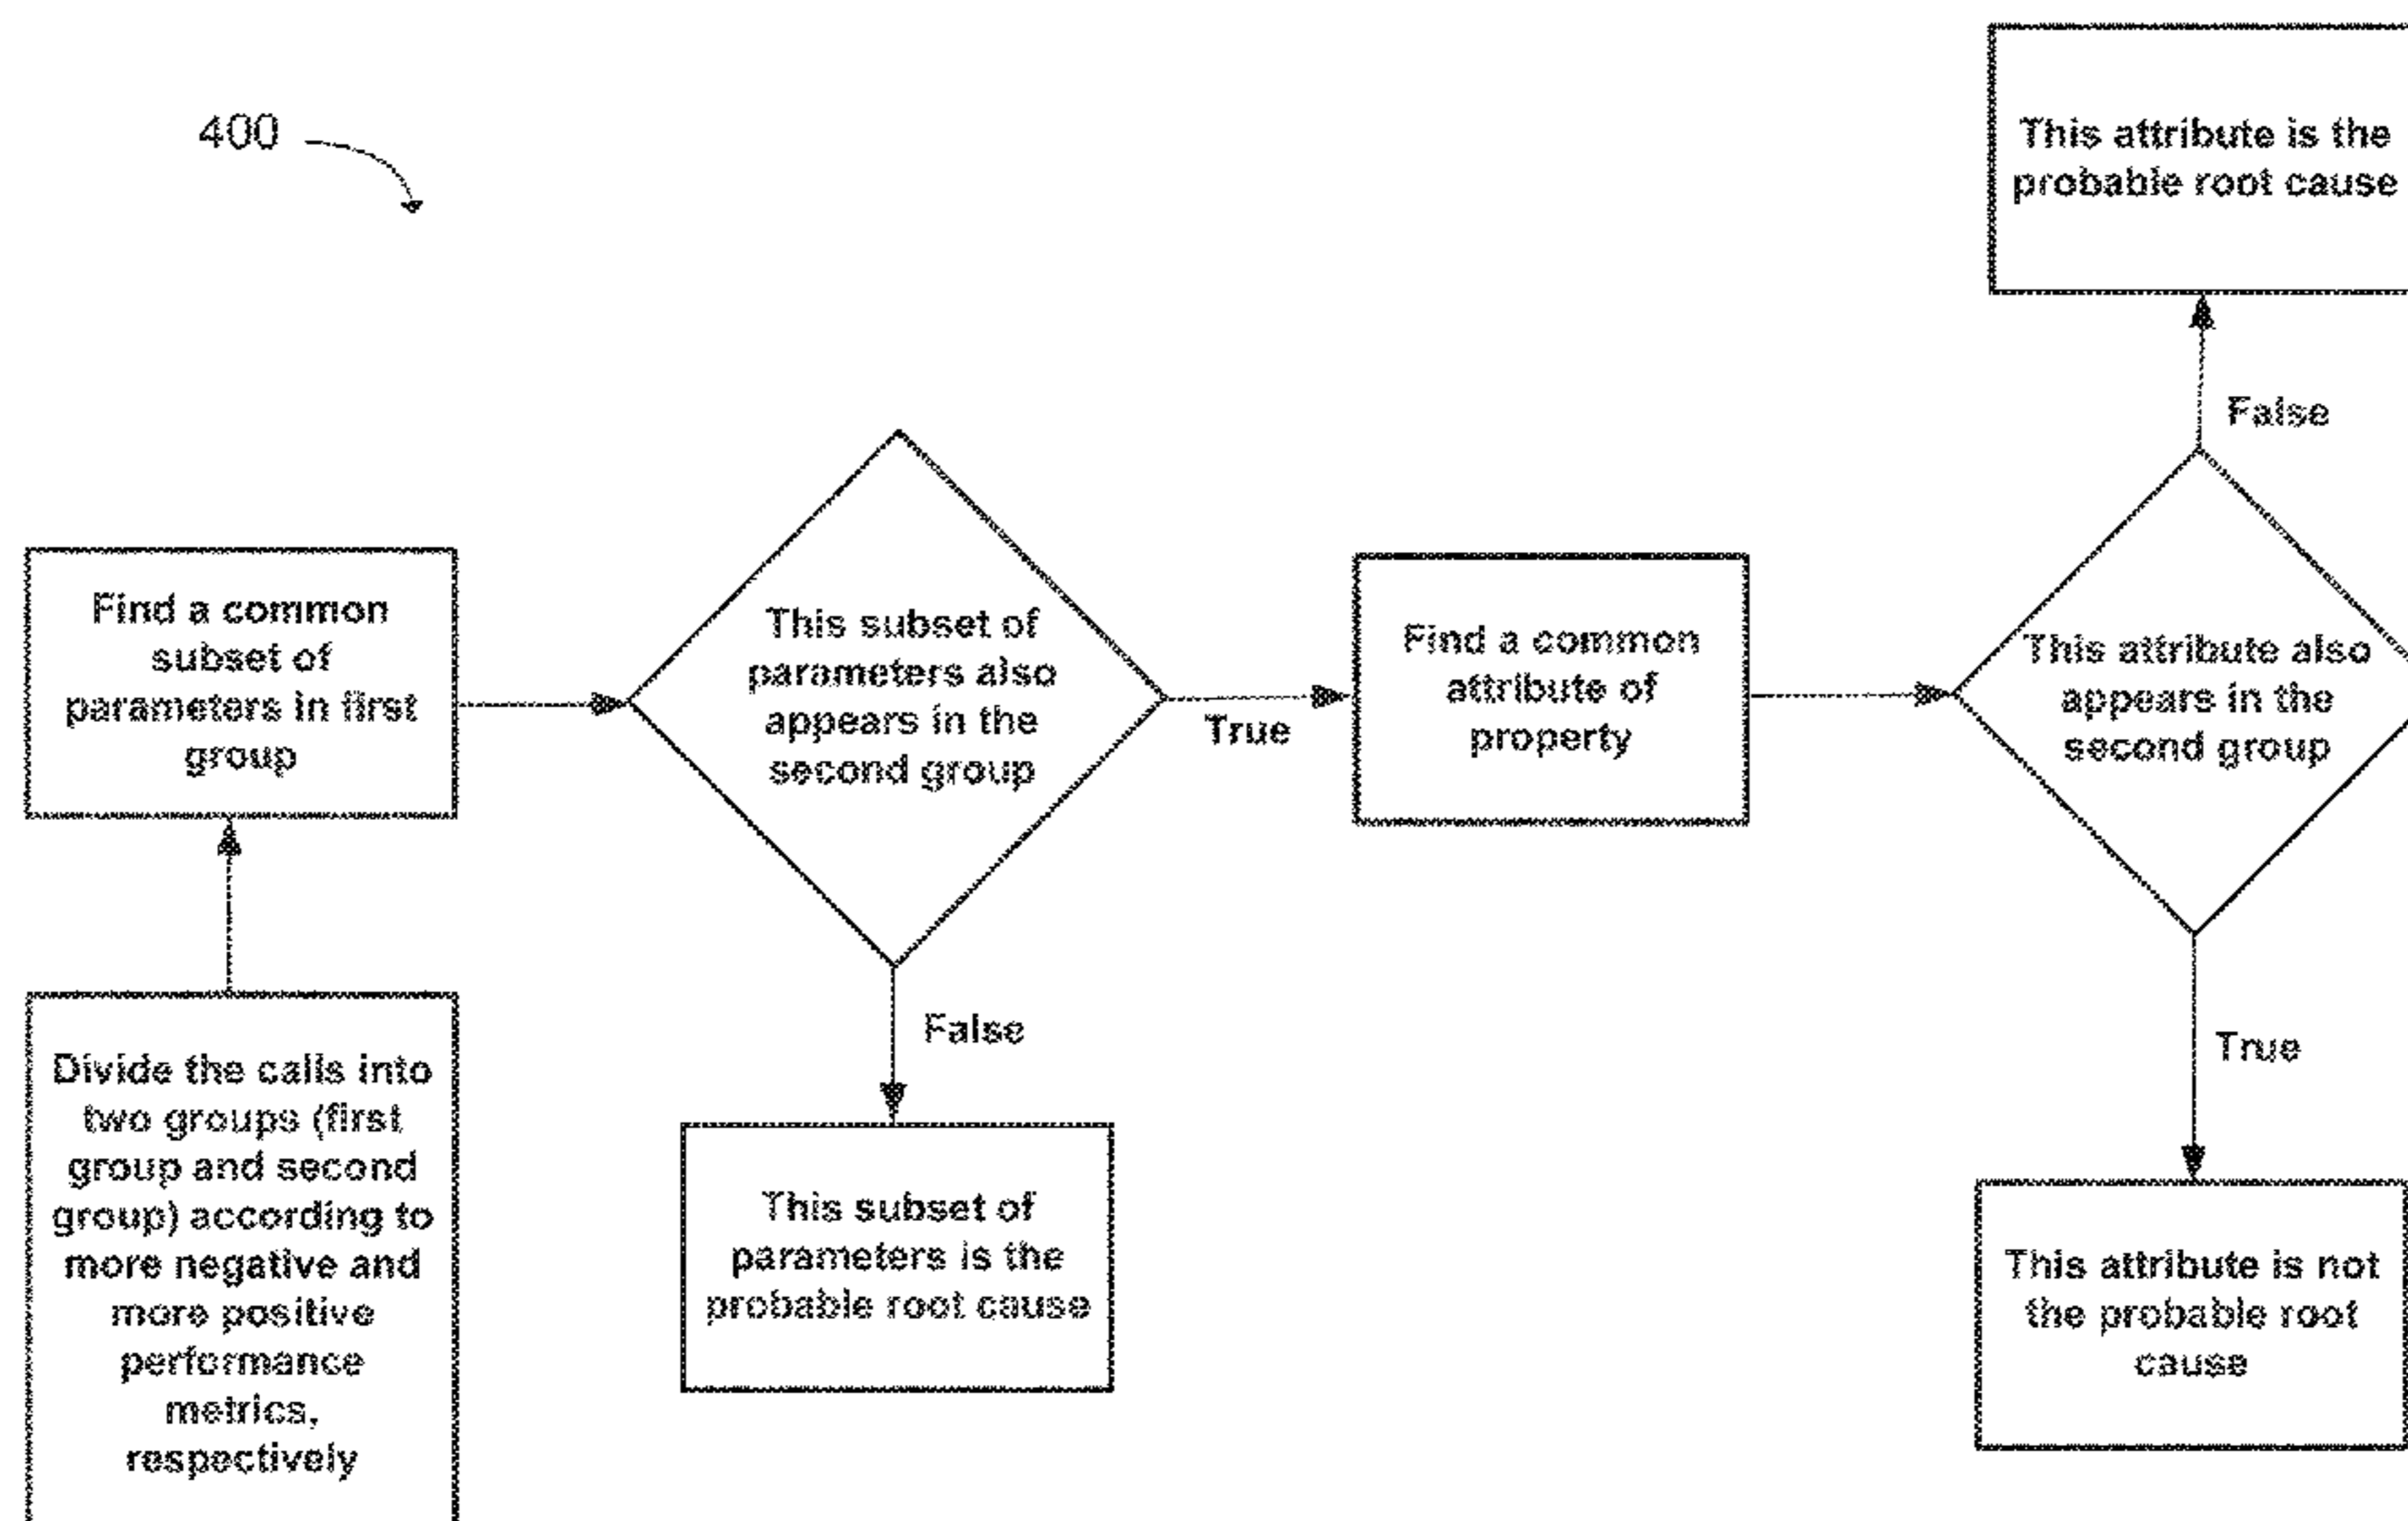 400
This attribute is the
probable root cause
False
Find a common
subset of
parameters in first
group
This subset of
parameters also
appears in the
second group
True
Find a common
attribute of
property
This attribute also
appears in the
second group
Divide the calls into
two groups (first
group and second
group) according to
more negative and
more positive
performance
metrics,
respectively
False
This subset of
parameters is the
probable root cause
True
This attribute is not
the probable root
cause